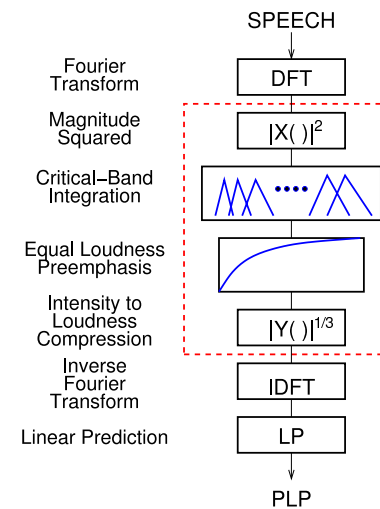 SPEECH
Fourier
Transform
DFT
Magnitude
Squared
|X( )|²
Critical–Band
Integration
Equal Loudness
Preemphasis
Intensity to
Loudness
Compression
|Y( )|^1/3
Inverse
Fourier
Transform
IDFT
Linear Prediction
LP
PLP